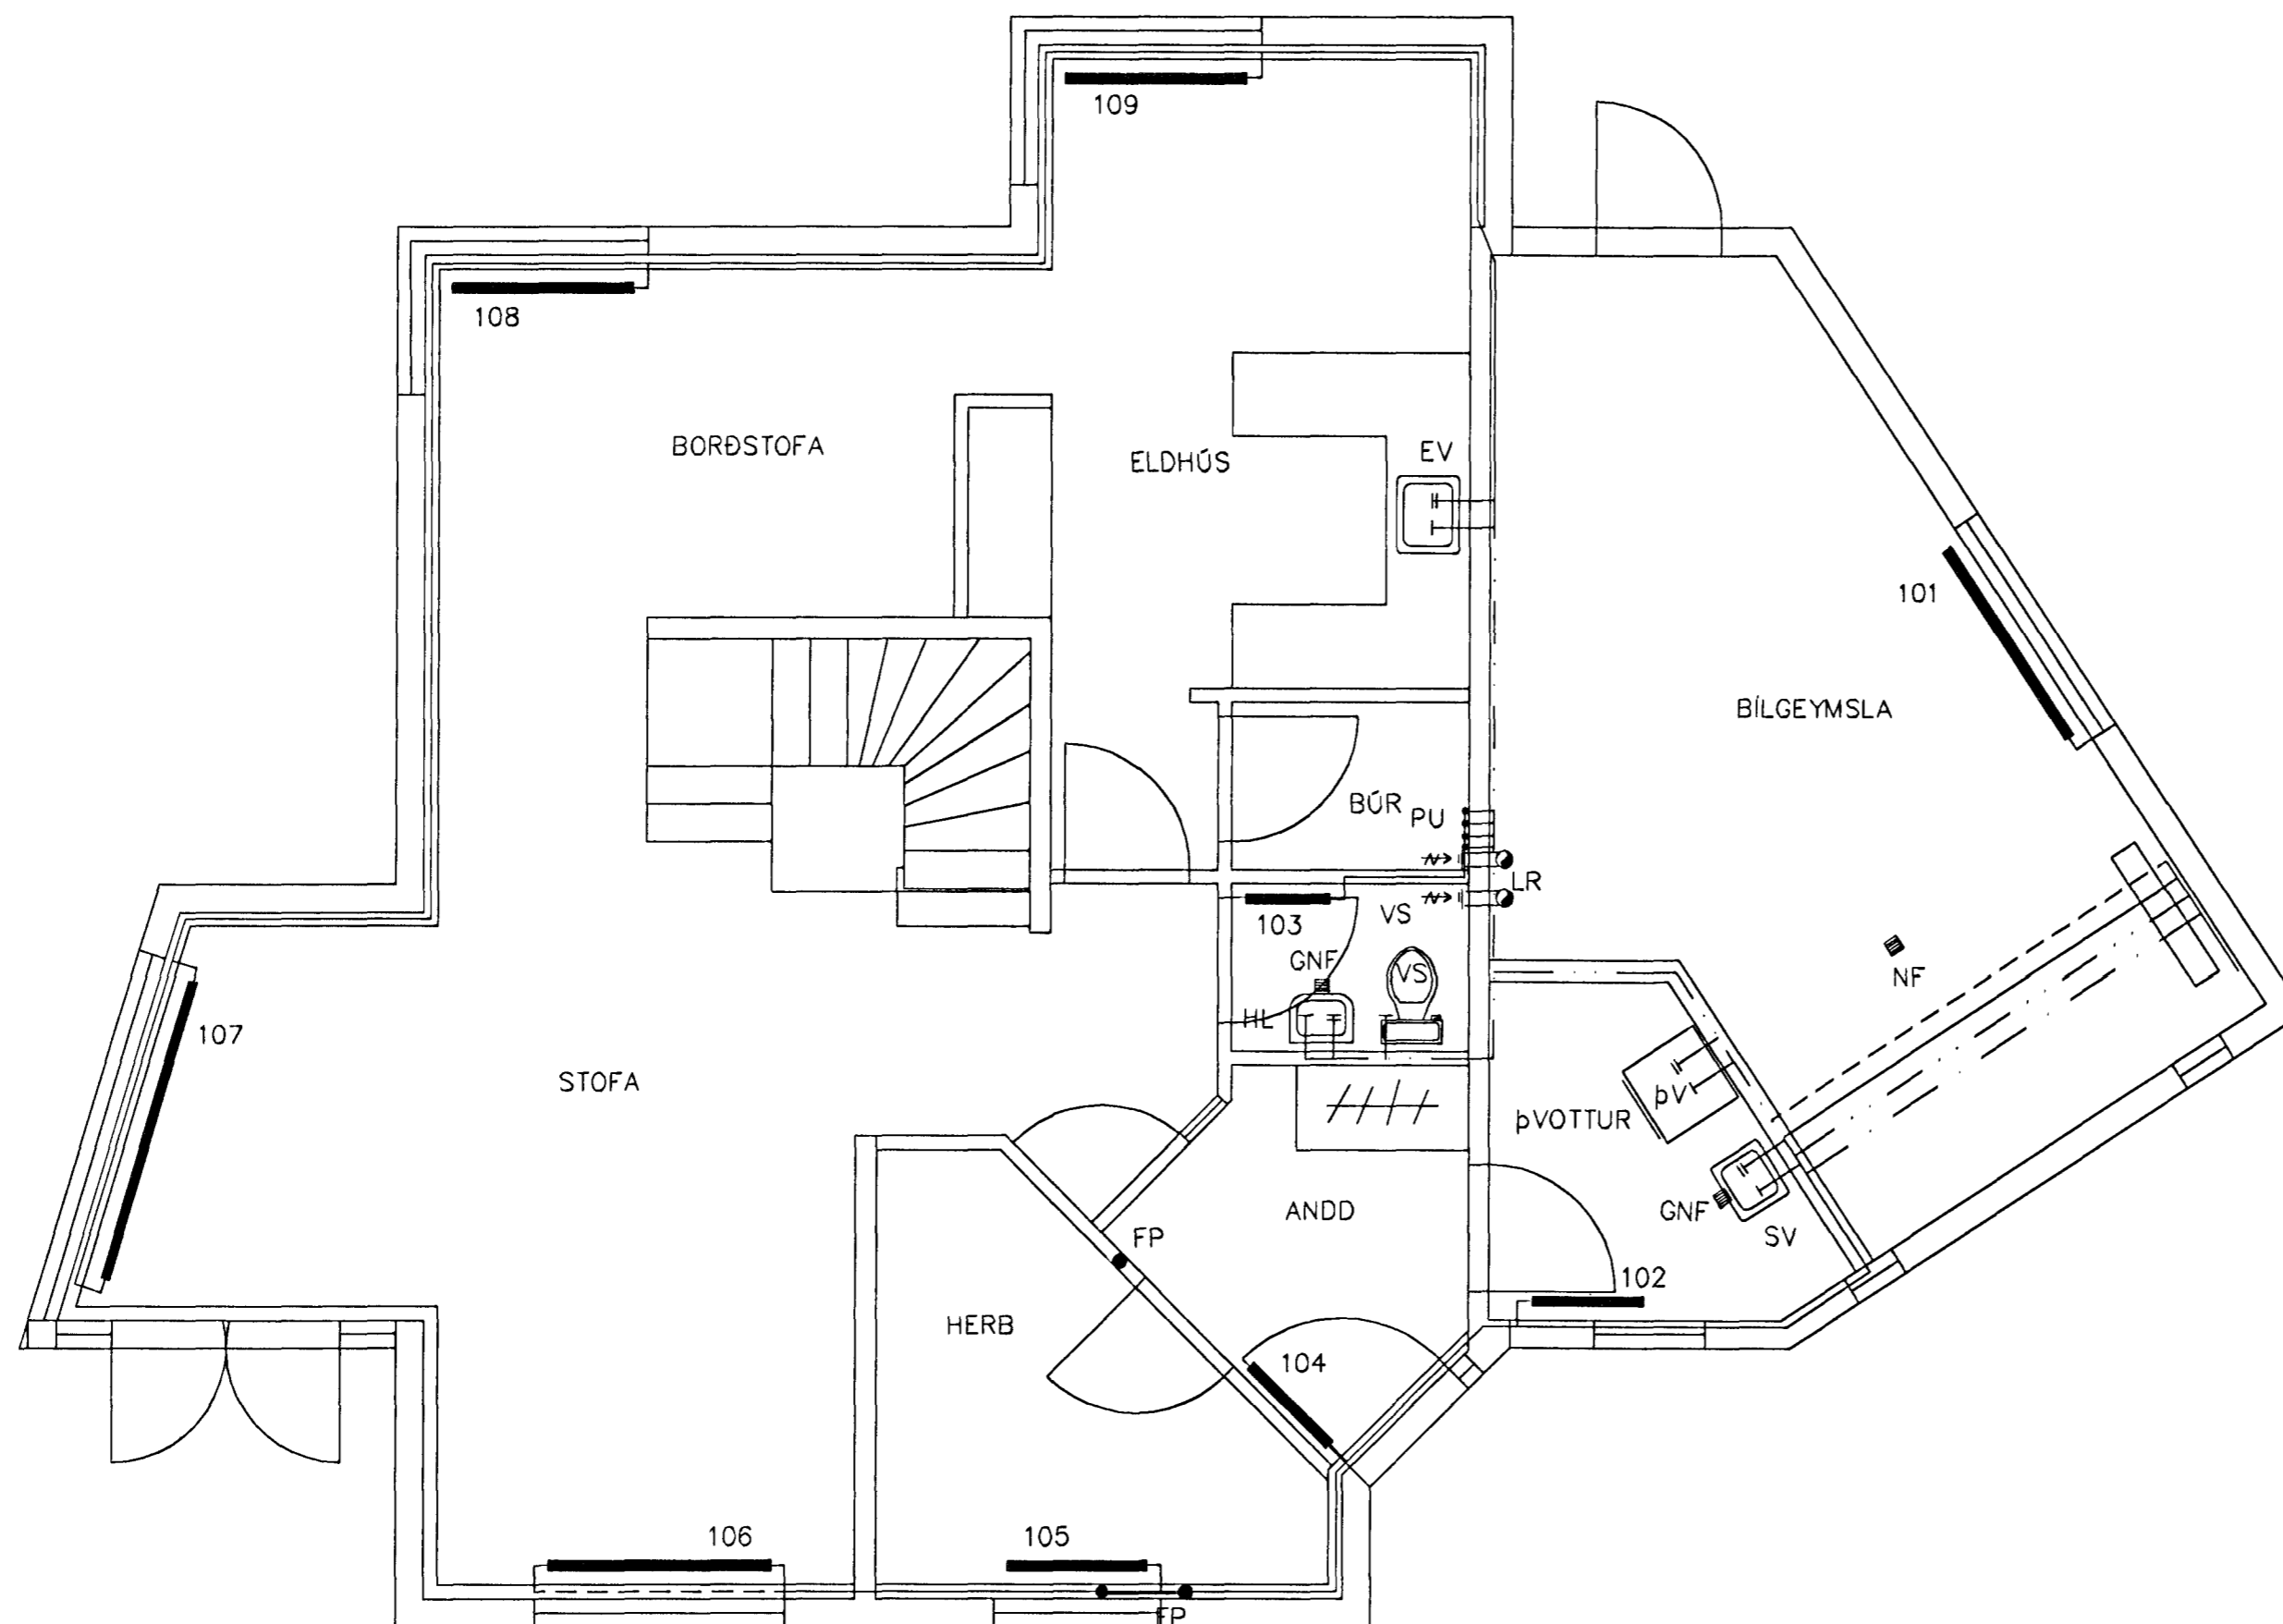 109
108
BORÐSTOFA
ELDHÚS
EV
101
BÍLGEYMSLA
BÚR
PU
LR
103
VS
GNF
VS
HL
NF
107
STOFA
ÞV
ÞVOTTUR
GNF
SV
ANDD
FP
102
HERB
104
106
105
FP